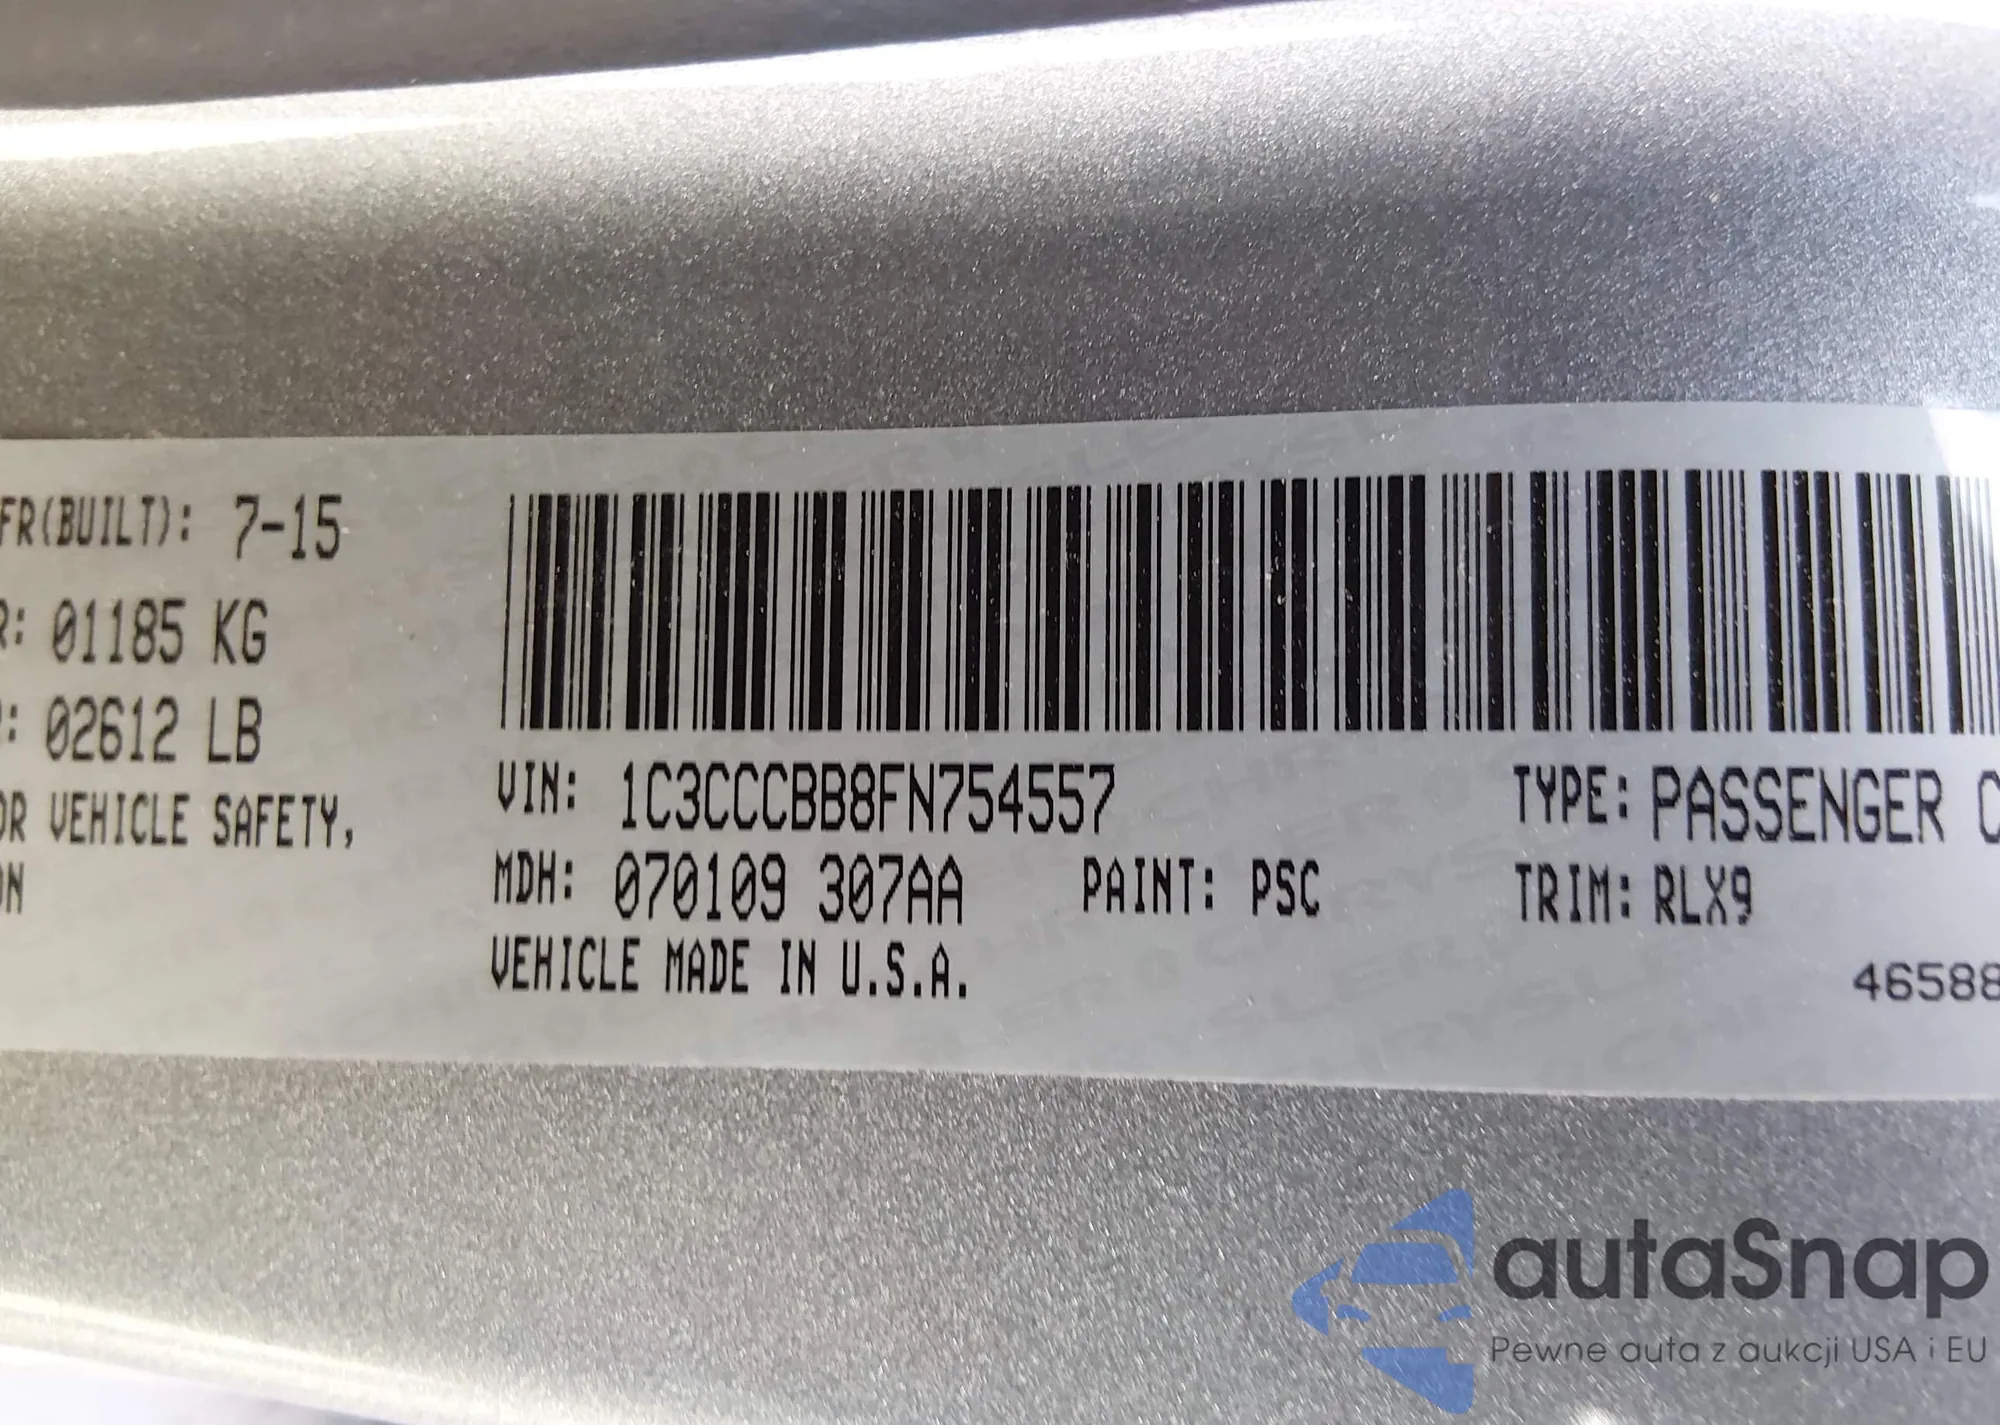 FR(BUILT): 7-15
R: 01185 KG
R: 02612 LB
OR VEHICLE SAFETY,
ON
VIN: 1C3CCCBB8FN754557
TYPE: PASSENGER C
MDH: 070109 307AA
PAINT: PSC
TRIM: RLX9
VEHICLE MADE IN U.S.A.
46588
autaSnap
Pewne auta z aukcji USA i EU